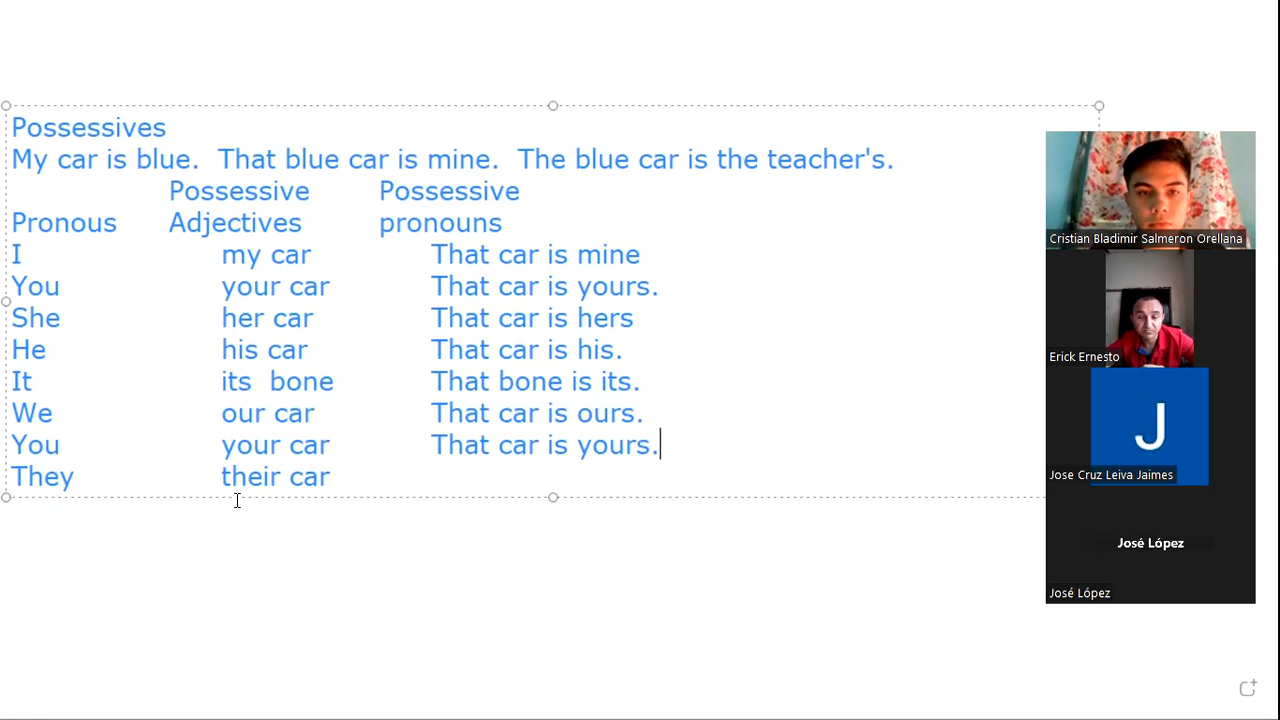 Possessives
My car is blue.  That blue car is mine.  The blue car is the teacher's.
Possessive Possessive
Pronous Adjectives pronouns
I my car That car is mine
You your car That car is yours.
She her car That car is hers
He his car That car is his.
It its  bone That bone is its.
We our car That car is ours.
You your car That car is yours.
They their car
Cristian Bladimir Salmeron Orellana
Erick Ernesto
J
Jose Cruz Leiva Jaimes
José López
José López